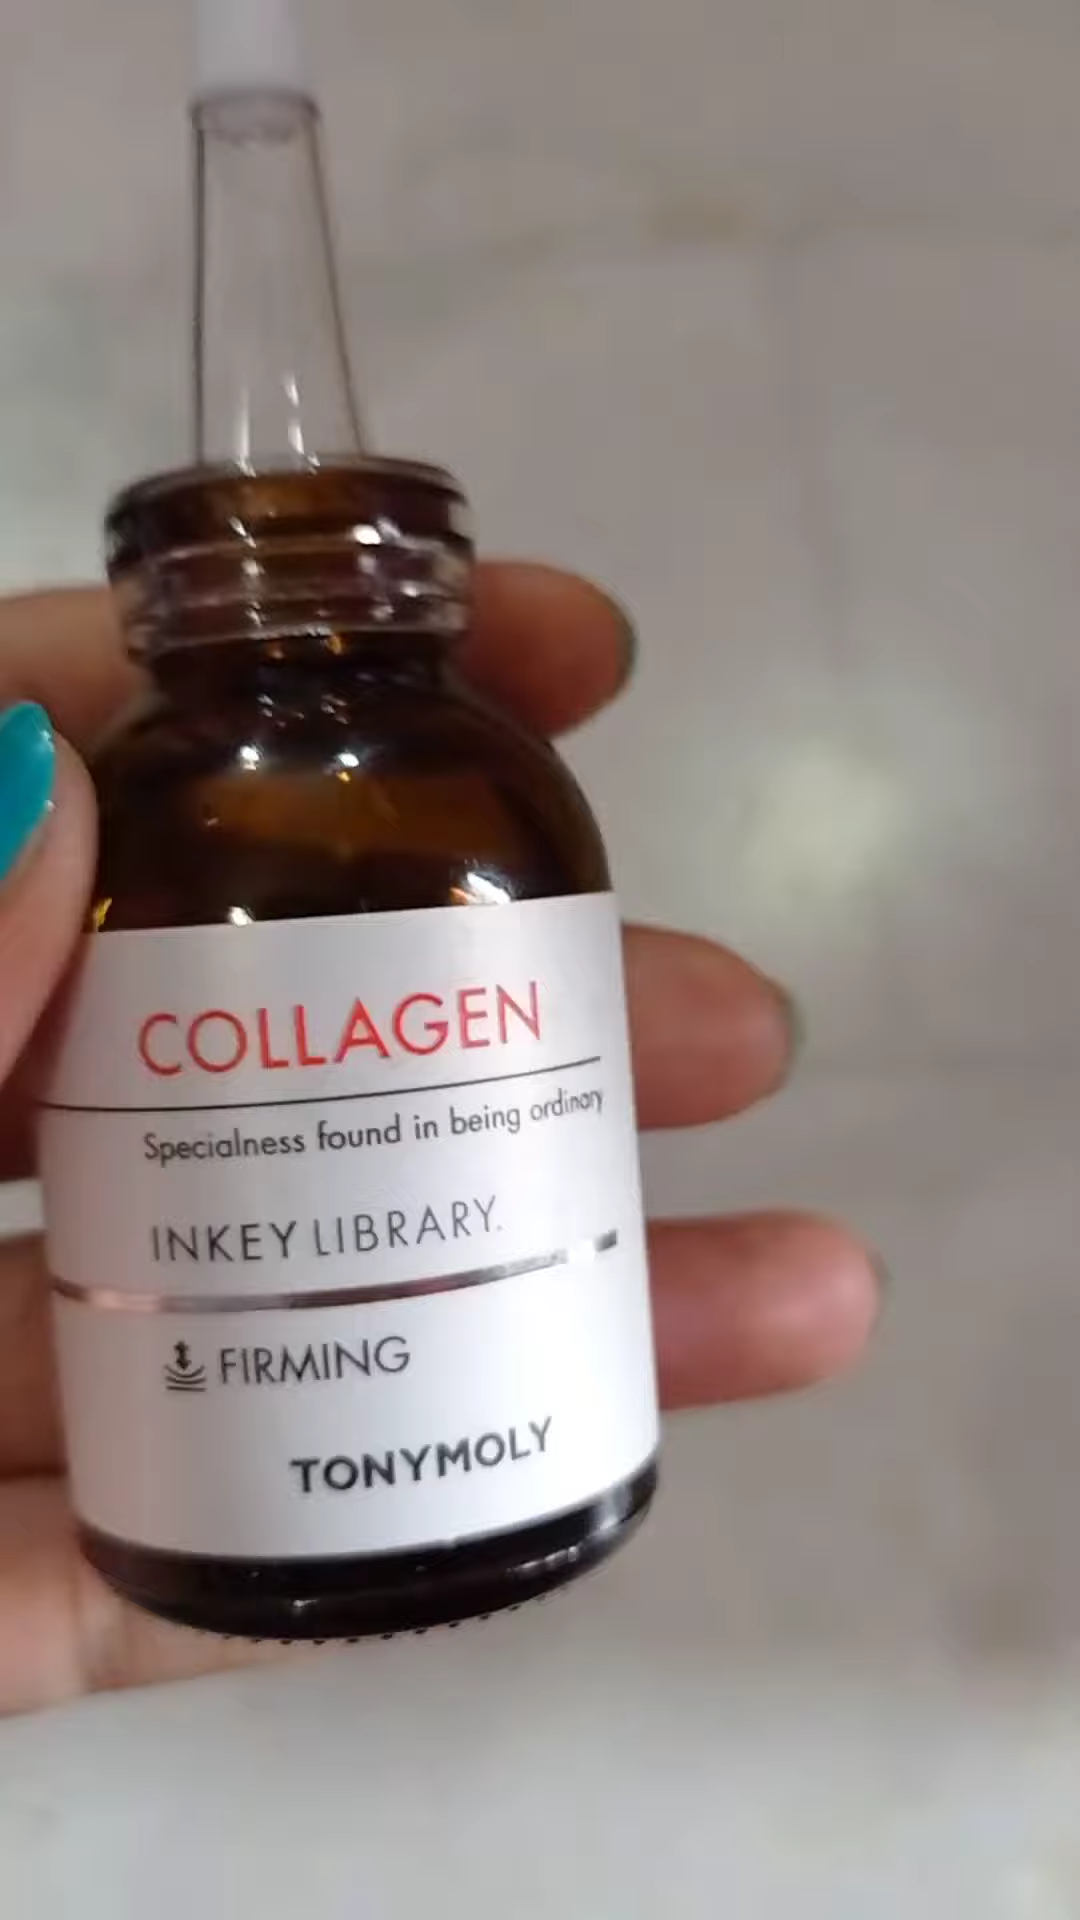 COLLAGEN
Specialness found in being ordinary
INKEY LIBRARY.
FIRMING
TONYMOLY